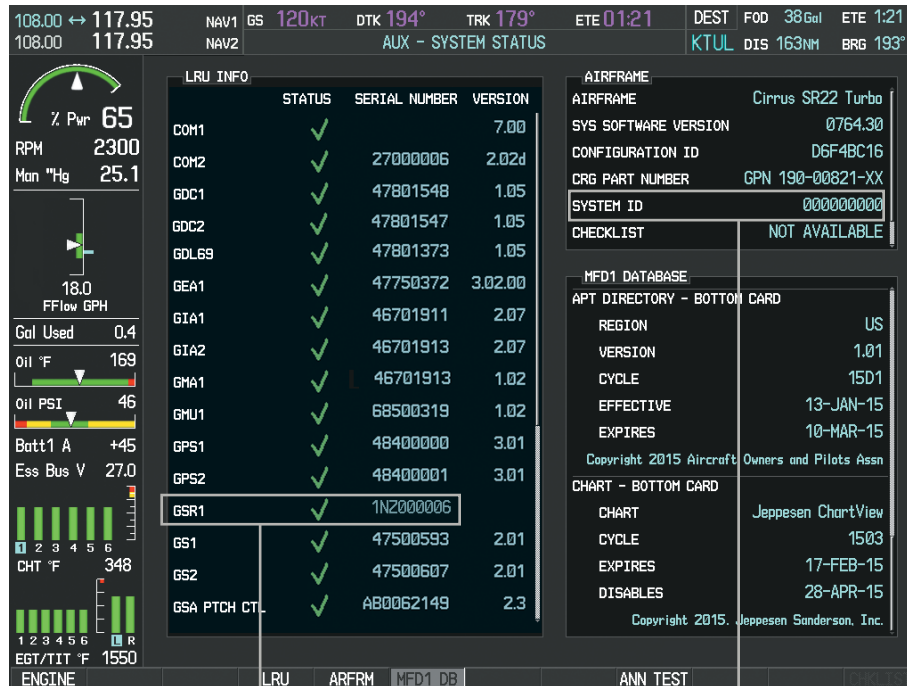 108.00 ↔ 117.95 NAV1 GS 120KT DTK 194° TRK 179° ETE 01:21 DEST FOD 38Gal ETE 1:21
108.00 117.95 NAV2 AUX - SYSTEM STATUS KTUL DIS 163NM BRG 193°
% Pwr 65
RPM 2300
Man "Hg 25.1
18.0
FFlow GPH
Gal Used 0.4
Oil °F 169
Oil PSI 46
Batt1 A +45
Ess Bus V 27.0
1 2 3 4 5 6
CHT °F 348
1 2 3 4 5 6 L R
EGT/TIT °F 1550
LRU INFO
STATUS SERIAL NUMBER VERSION
COM1 ✓ 7.00
COM2 ✓ 27000006 2.02d
GDC1 ✓ 47801548 1.05
GDC2 ✓ 47801547 1.05
GDL69 ✓ 47801373 1.05
GEA1 ✓ 47750372 3.02.00
GIA1 ✓ 46701911 2.07
GIA2 ✓ 46701913 2.07
GMA1 ✓ 46701913 1.02
GMU1 ✓ 68500319 1.02
GPS1 ✓ 48400000 3.01
GPS2 ✓ 48400001 3.01
GSR1 ✓ 1NZ000006
GS1 ✓ 47500593 2.01
GS2 ✓ 47500607 2.01
GSA PTCH CTL ✓ AB0062149 2.3
AIRFRAME
AIRFRAME Cirrus SR22 Turbo
SYS SOFTWARE VERSION 0764.30
CONFIGURATION ID D6F4BC16
CRG PART NUMBER GPN 190-00821-XX
SYSTEM ID 000000000
CHECKLIST NOT AVAILABLE
MFD1 DATABASE
APT DIRECTORY - BOTTOM CARD
REGION US
VERSION 1.01
CYCLE 15D1
EFFECTIVE 13-JAN-15
EXPIRES 10-MAR-15
Copyright 2015 Aircraft Owners and Pilots Assn
CHART - BOTTOM CARD
CHART Jeppesen ChartView
CYCLE 1503
EXPIRES 17-FEB-15
DISABLES 28-APR-15
Copyright 2015. Jeppesen Sanderson, Inc.
ENGINE LRU ARFRM MFD1 DB ANN TEST